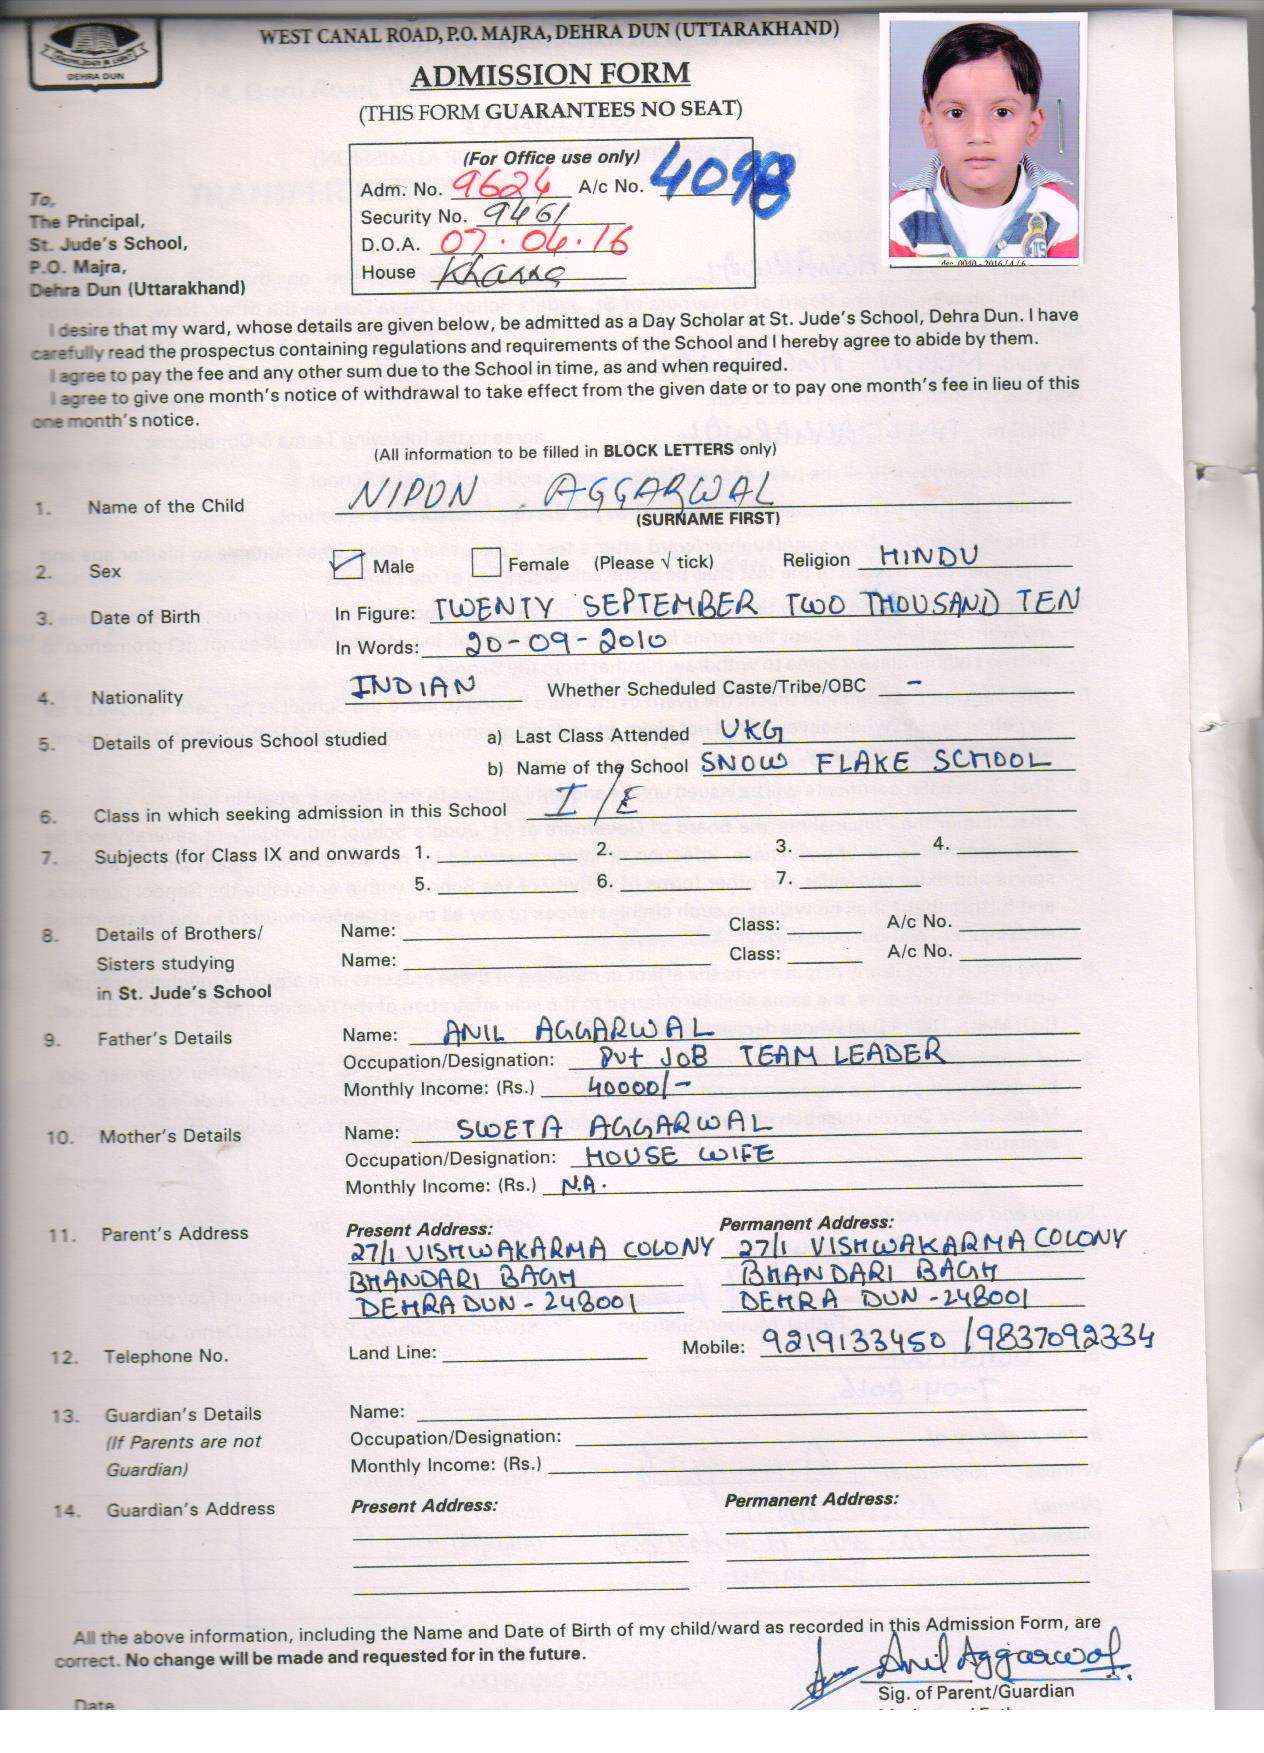 KNOWLEDGE & LIGHT
DEHRA DUN
WEST CANAL ROAD, P.O. MAJRA, DEHRA DUN (UTTARAKHAND)
ADMISSION FORM
(THIS FORM GUARANTEES NO SEAT)
(For Office use only)
Adm. No. 9624 A/c No. 4098
Security No. 9461
D.O.A. 07.04.16
House Khanna
dec 0040 - 2016/4/6
To,
The Principal,
St. Jude's School,
P.O. Majra,
Dehra Dun (Uttarakhand)
I desire that my ward, whose details are given below, be admitted as a Day Scholar at St. Jude's School, Dehra Dun. I have
carefully read the prospectus containing regulations and requirements of the School and I hereby agree to abide by them.
I agree to pay the fee and any other sum due to the School in time, as and when required.
I agree to give one month's notice of withdrawal to take effect from the given date or to pay one month's fee in lieu of this
one month's notice.
(All information to be filled in BLOCK LETTERS only)
1. Name of the Child NIPUN AGGARWAL
(SURNAME FIRST)
2. Sex ✓ Male Female (Please √ tick) Religion HINDU
3. Date of Birth In Figure: TWENTY SEPTEMBER TWO THOUSAND TEN
In Words: 20-09-2010
4. Nationality INDIAN Whether Scheduled Caste/Tribe/OBC -
5. Details of previous School studied a) Last Class Attended UKG
b) Name of the School SNOW FLAKE SCHOOL
6. Class in which seeking admission in this School I/E
7. Subjects (for Class IX and onwards 1. 2. 3. 4.
5. 6. 7.
8. Details of Brothers/ Name: Class: A/c No.
Sisters studying Name: Class: A/c No.
in St. Jude's School
9. Father's Details Name: ANIL AGGARWAL
Occupation/Designation: Pvt JOB TEAM LEADER
Monthly Income: (Rs.) 40000/-
10. Mother's Details Name: SWETA AGGARWAL
Occupation/Designation: HOUSE WIFE
Monthly Income: (Rs.) N.A.
11. Parent's Address Present Address: Permanent Address:
27/1 VISHWAKARMA COLONY 27/1 VISHWAKARMA COLONY
BHANDARI BAGH BHANDARI BAGH
DEHRADUN - 248001 DEHRA DUN - 248001
12. Telephone No. Land Line: Mobile: 9219133450 / 9837092334
13. Guardian's Details Name:
(If Parents are not Occupation/Designation:
Guardian) Monthly Income: (Rs.)
14. Guardian's Address Present Address: Permanent Address:
All the above information, including the Name and Date of Birth of my child/ward as recorded in this Admission Form, are
correct. No change will be made and requested for in the future.
Anil Aggarwal
Sig. of Parent/Guardian
Date